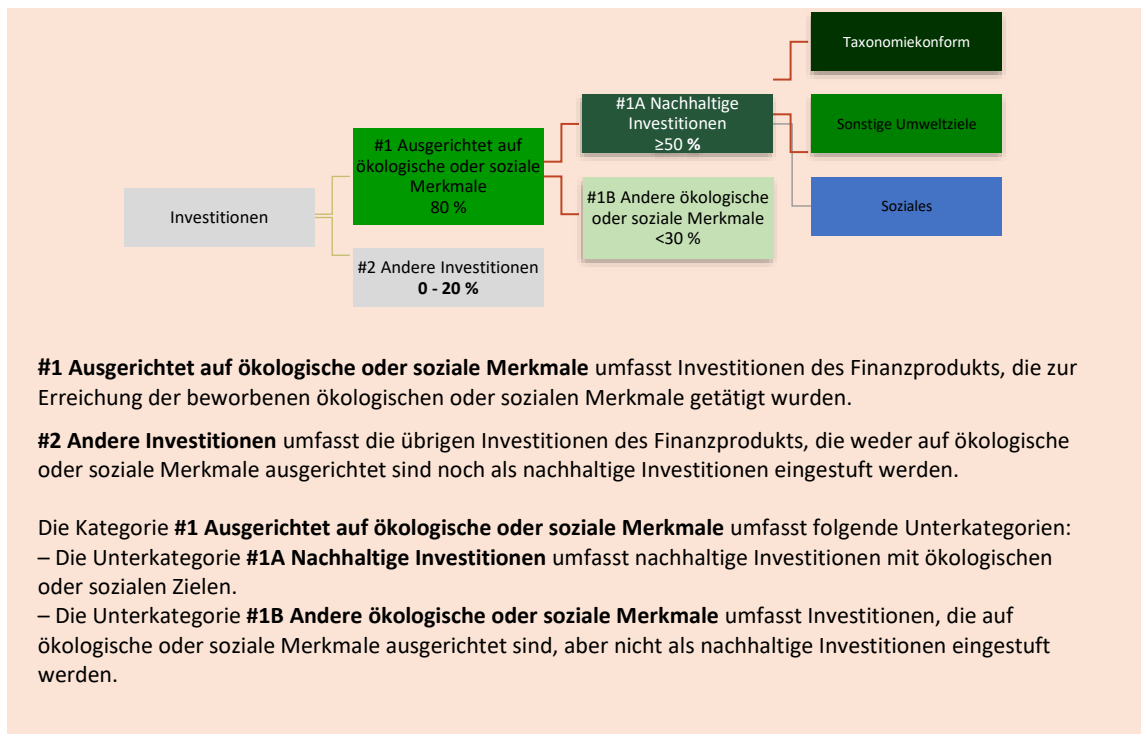 Taxonomiekonform
#1A Nachhaltige
Investitionen
≥50 %
Sonstige Umweltziele
#1 Ausgerichtet auf
ökologische oder soziale
Merkmale
80 %
#1B Andere ökologische
oder soziale Merkmale
<30 %
Soziales
Investitionen
#2 Andere Investitionen
0 - 20 %
#1 Ausgerichtet auf ökologische oder soziale Merkmale umfasst Investitionen des Finanzprodukts, die zur
Erreichung der beworbenen ökologischen oder sozialen Merkmale getätigt wurden.
#2 Andere Investitionen umfasst die übrigen Investitionen des Finanzprodukts, die weder auf ökologische
oder soziale Merkmale ausgerichtet sind noch als nachhaltige Investitionen eingestuft werden.
Die Kategorie #1 Ausgerichtet auf ökologische oder soziale Merkmale umfasst folgende Unterkategorien:
– Die Unterkategorie #1A Nachhaltige Investitionen umfasst nachhaltige Investitionen mit ökologischen
oder sozialen Zielen.
– Die Unterkategorie #1B Andere ökologische oder soziale Merkmale umfasst Investitionen, die auf
ökologische oder soziale Merkmale ausgerichtet sind, aber nicht als nachhaltige Investitionen eingestuft
werden.